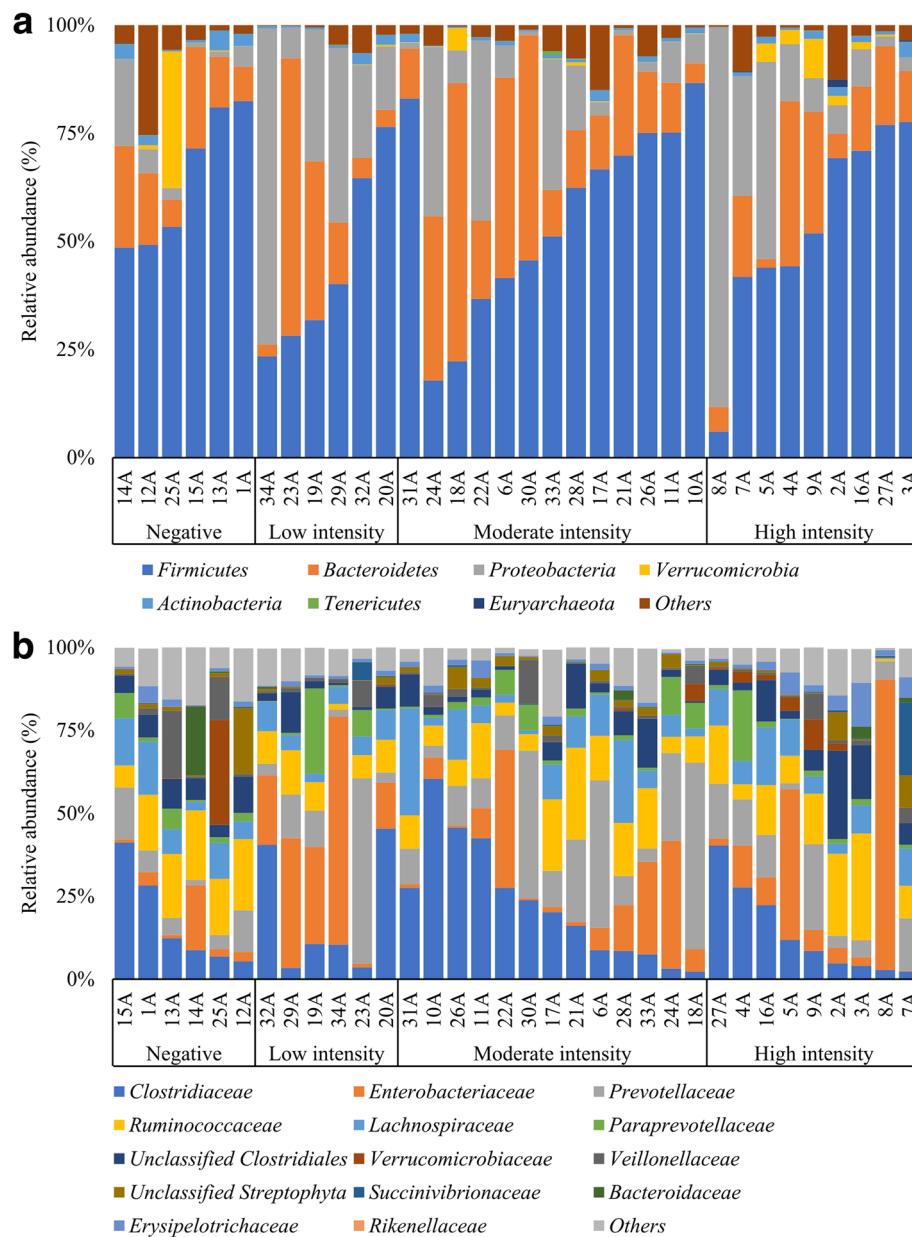 a
Relative abundance (%)
100%
75%
50%
25%
0%
14A 12A 25A 15A 13A 1A 34A 23A 19A 29A 32A 20A 31A 24A 18A 22A 6A 30A 33A 28A 17A 21A 26A 11A 10A 8A 7A 5A 4A 9A 2A 16A 27A 3A
Negative Low intensity Moderate intensity High intensity
Firmicutes Bacteroidetes Proteobacteria Verrucomicrobia
Actinobacteria Tenericutes Euryarchaeota Others
b
Relative abundance (%)
100%
75%
50%
25%
0%
15A 1A 13A 14A 25A 12A 32A 29A 19A 34A 23A 20A 31A 10A 26A 11A 22A 30A 17A 21A 6A 28A 33A 24A 18A 27A 4A 16A 5A 9A 2A 3A 8A 7A
Negative Low intensity Moderate intensity High intensity
Clostridiaceae Enterobacteriaceae Prevotellaceae
Ruminococcaceae Lachnospiraceae Paraprevotellaceae
Unclassified Clostridiales Verrucomicrobiaceae Veillonellaceae
Unclassified Streptophyta Succinivibrionaceae Bacteroidaceae
Erysipelotrichaceae Rikenellaceae Others